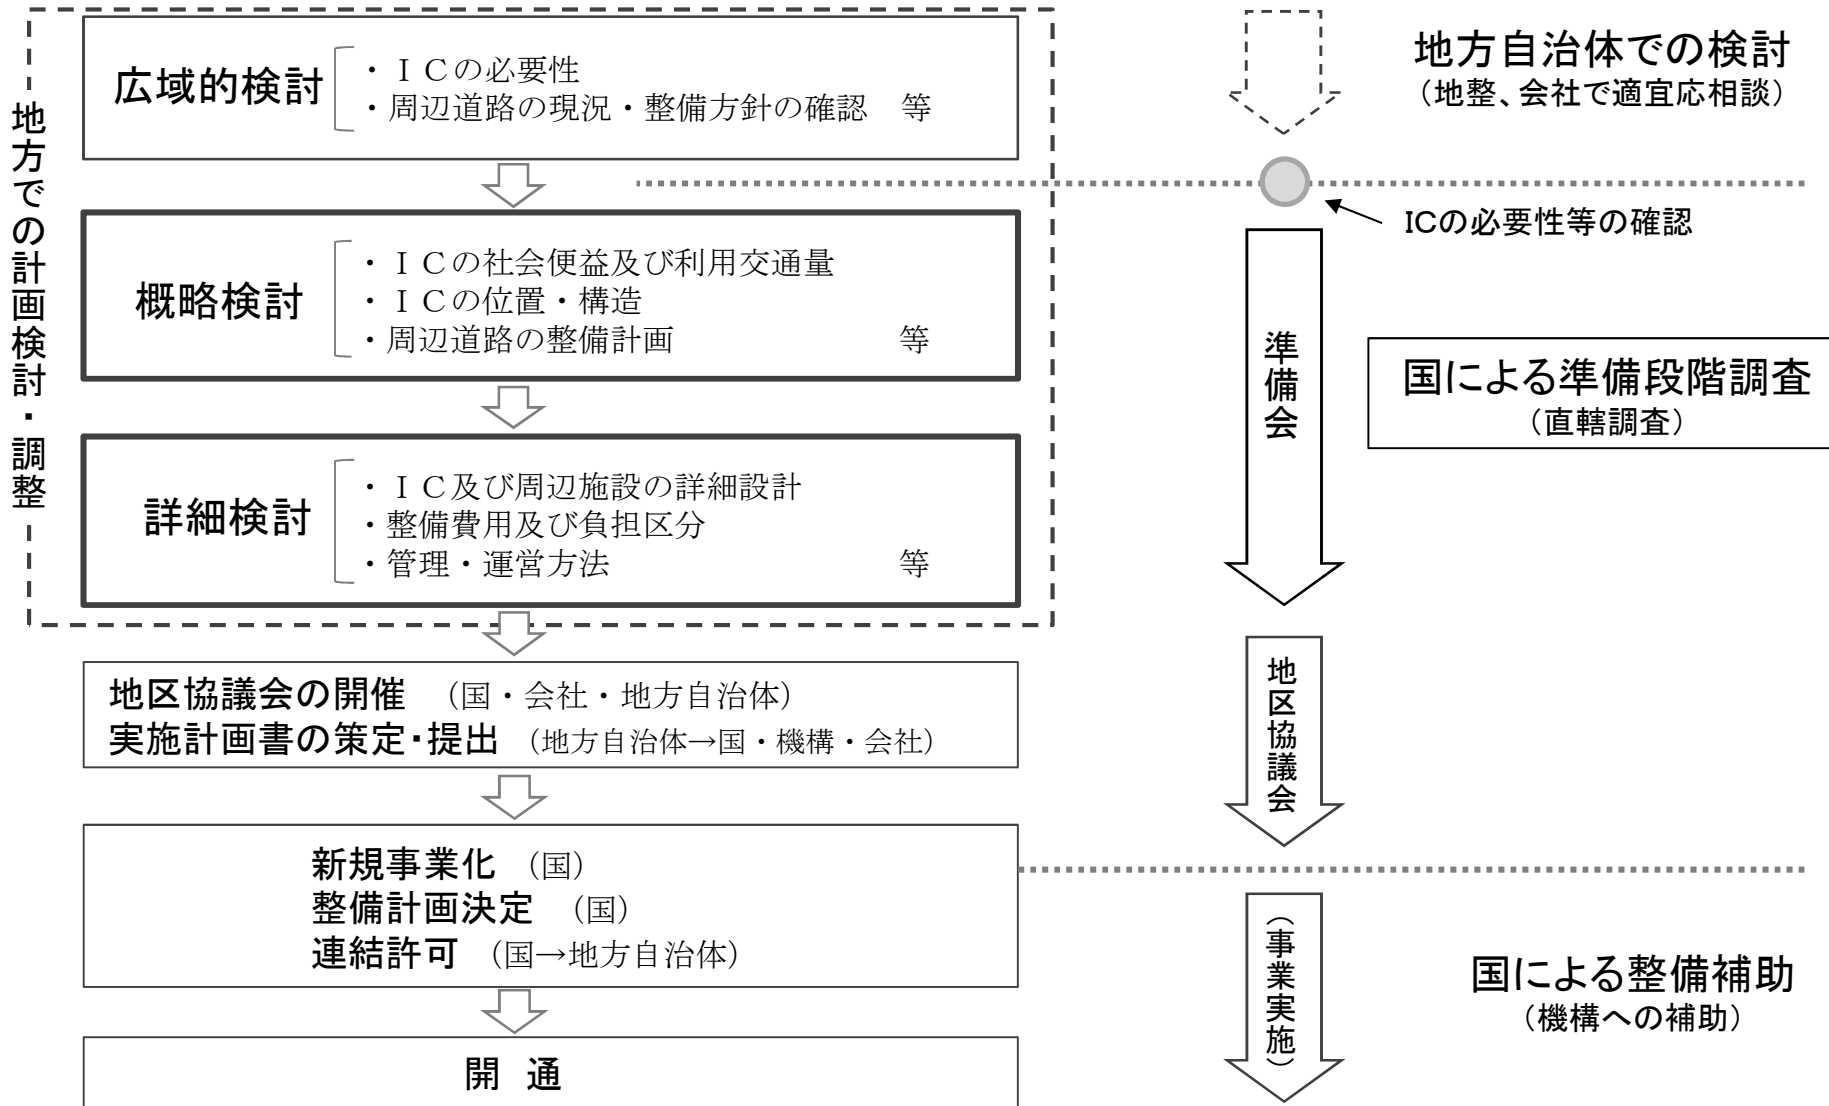 地方での計画検討・調整
広域的検討
・ＩＣの必要性
・周辺道路の現況・整備方針の確認　等
概略検討
・ＩＣの社会便益及び利用交通量
・ＩＣの位置・構造
・周辺道路の整備計画　等
詳細検討
・ＩＣ及び周辺施設の詳細設計
・整備費用及び負担区分
・管理・運営方法　等
地区協議会の開催　（国・会社・地方自治体）
実施計画書の策定・提出　（地方自治体→国・機構・会社）
新規事業化　（国）
整備計画決定　（国）
連結許可　（国→地方自治体）
開　通
地方自治体での検討
（地整、会社で適宜応相談）
ICの必要性等の確認
準備会
国による準備段階調査
（直轄調査）
地区協議会
（事業実施）
国による整備補助
（機構への補助）